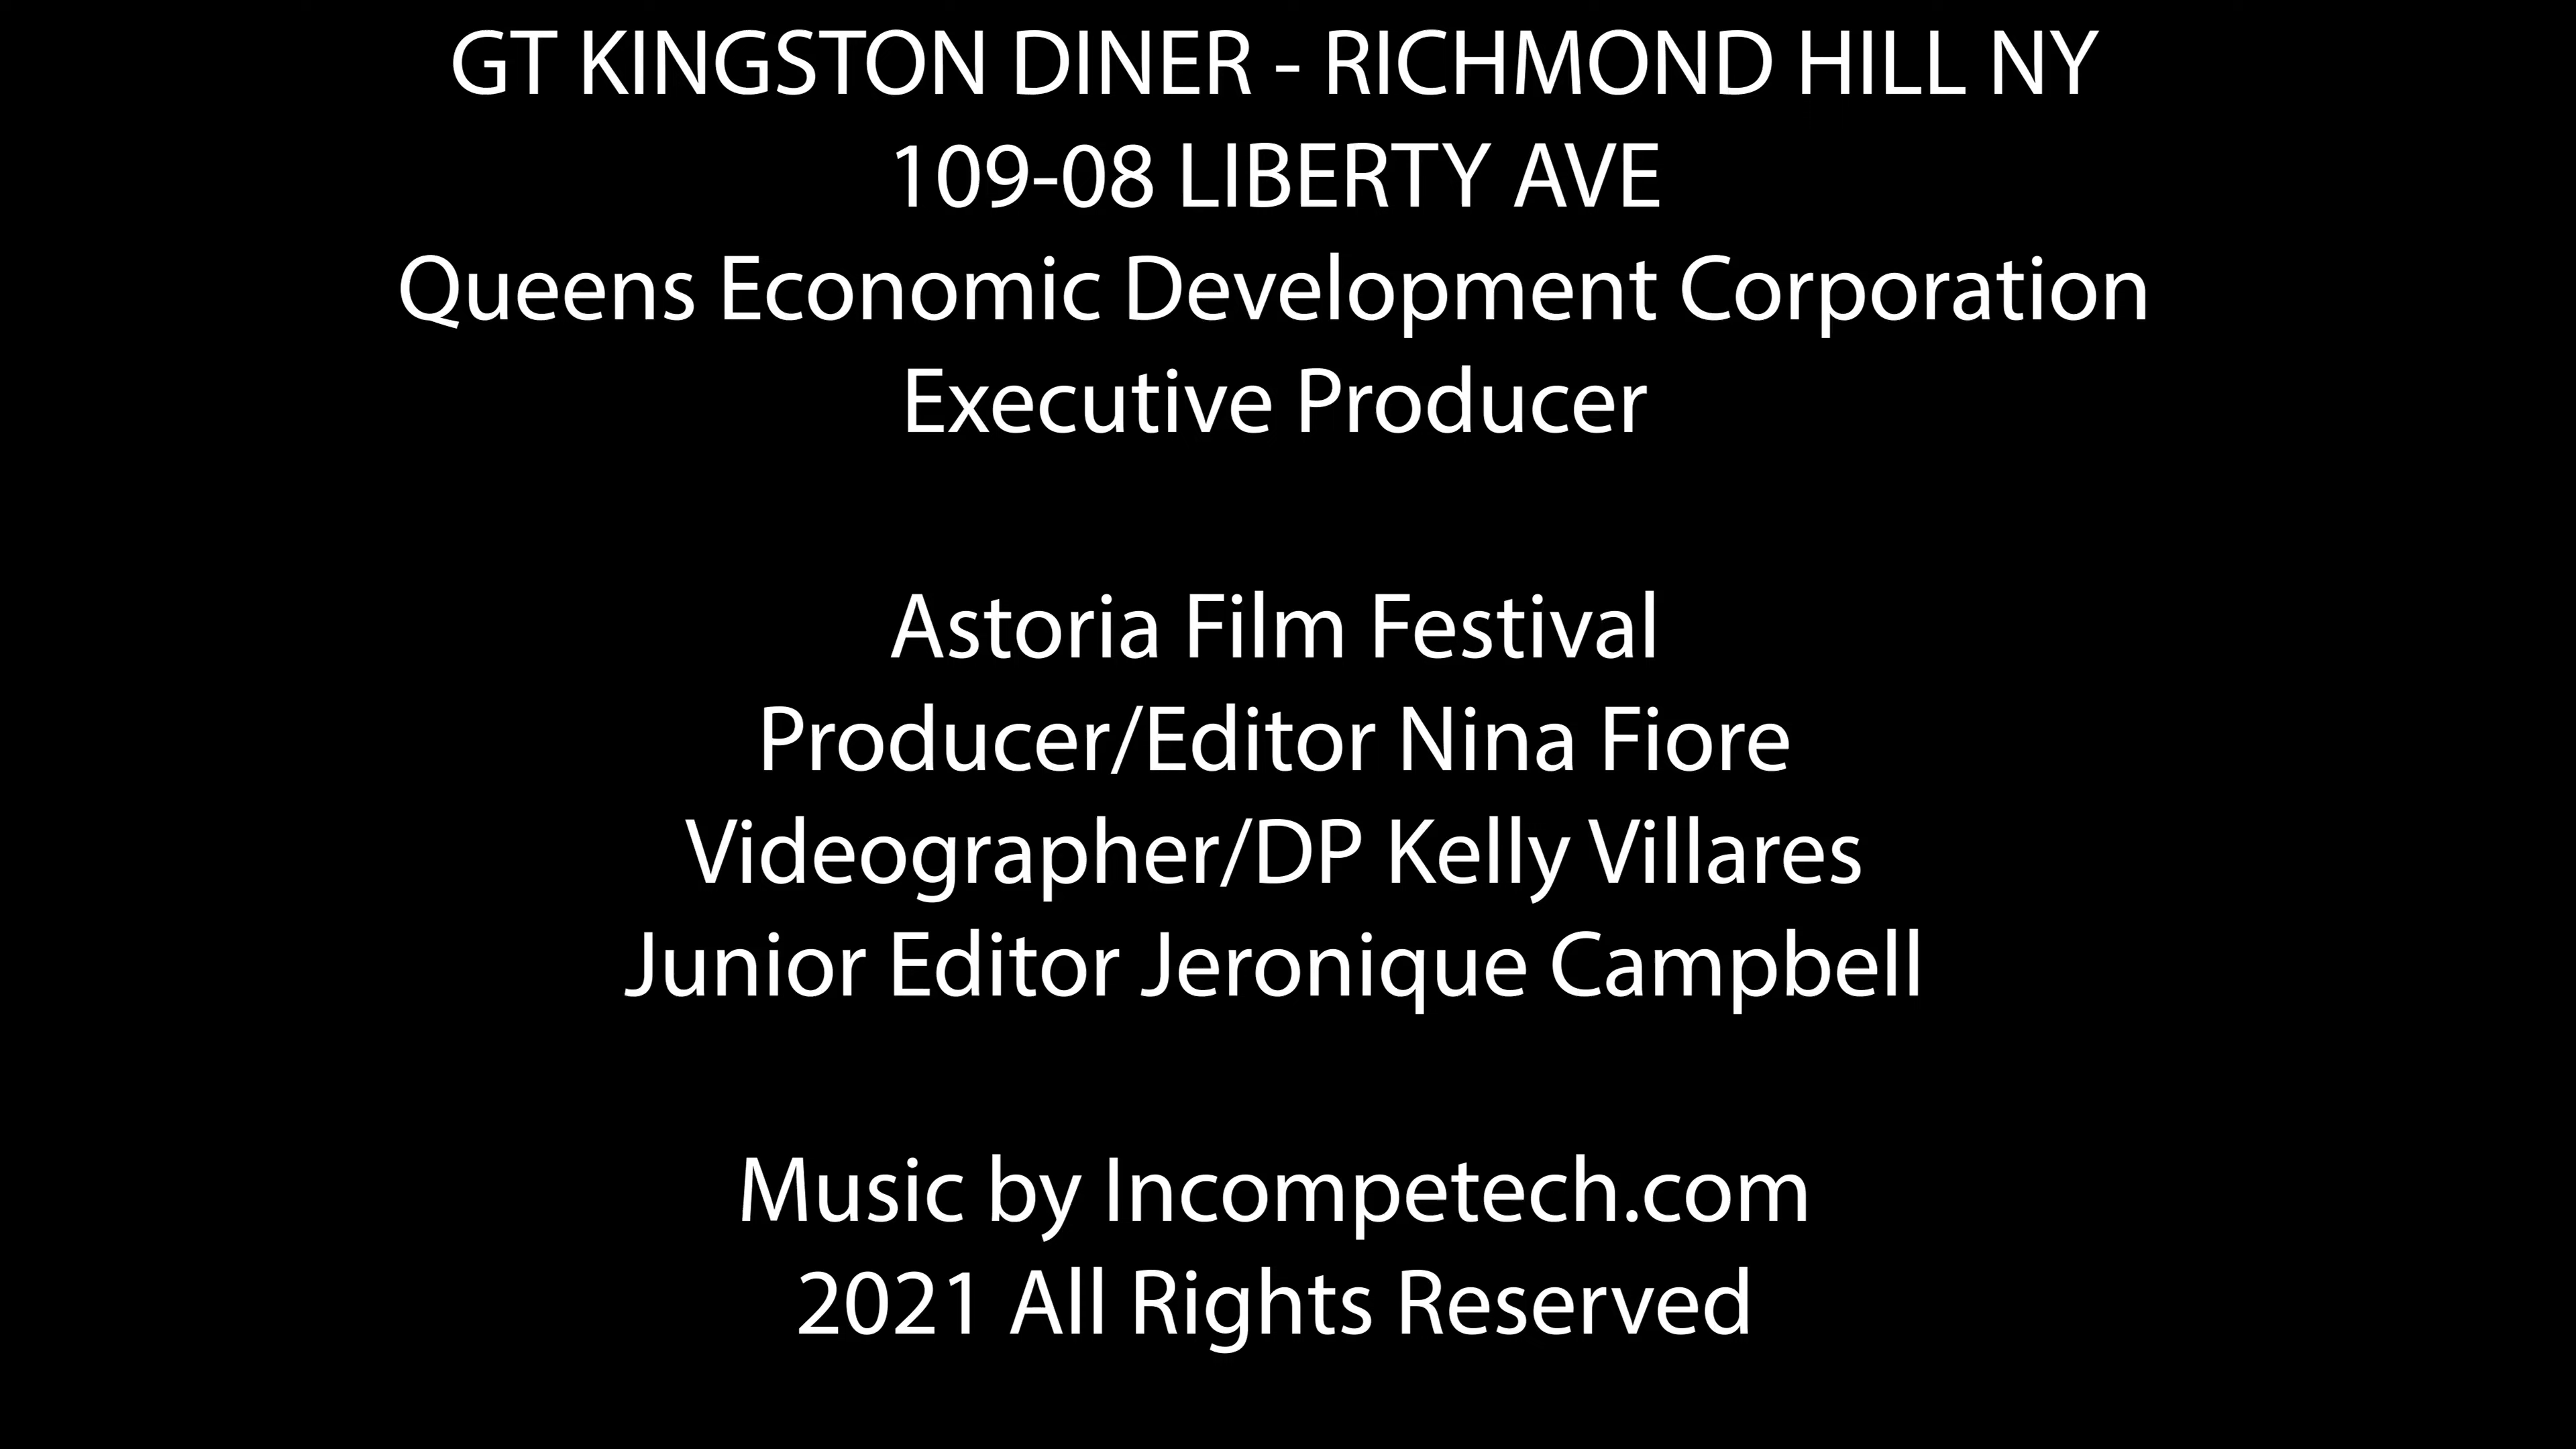 GT KINGSTON DINER - RICHMOND HILL NY
109-08 LIBERTY AVE
Queens Economic Development Corporation
Executive Producer
Astoria Film Festival
Producer/Editor Nina Fiore
Videographer/DP Kelly Villares
Junior Editor Jeronique Campbell
Music by Incompetech.com
2021 All Rights Reserved